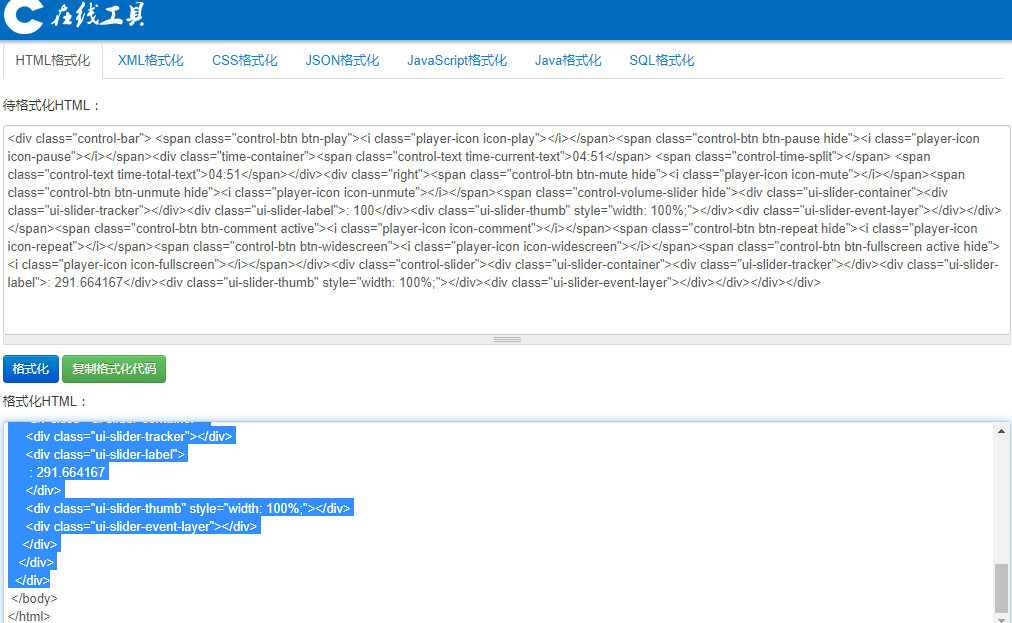 C 在线工具
HTML格式化 XML格式化 CSS格式化 JSON格式化 JavaScript格式化 Java格式化 SQL格式化
待格式化HTML：
<div class="control-bar"> <span class="control-btn btn-play"><i class="player-icon icon-play"></i></span><span class="control-btn btn-pause hide"><i class="player-icon
icon-pause"></i></span><div class="time-container"><span class="control-text time-current-text">04:51</span> <span class="control-time-split"></span> <span
class="control-text time-total-text">04:51</span></div><div class="right"><span class="control-btn btn-mute hide"><i class="player-icon icon-mute"></i></span><span
class="control-btn btn-unmute hide"><i class="player-icon icon-unmute"></i></span><span class="control-volume-slider hide"><div class="ui-slider-container"><div
class="ui-slider-tracker"></div><div class="ui-slider-label">: 100</div><div class="ui-slider-thumb" style="width: 100%;"></div><div class="ui-slider-event-layer"></div></div>
</span><span class="control-btn btn-comment active"><i class="player-icon icon-comment"></i></span><span class="control-btn btn-repeat hide"><i class="player-icon
icon-repeat"></i></span><span class="control-btn btn-widescreen"><i class="player-icon icon-widescreen"></i></span><span class="control-btn btn-fullscreen active hide">
<i class="player-icon icon-fullscreen"></i></span></div><div class="control-slider"><div class="ui-slider-container"><div class="ui-slider-tracker"></div><div class="ui-slider-
label">: 291.664167</div><div class="ui-slider-thumb" style="width: 100%;"></div><div class="ui-slider-event-layer"></div></div></div></div>
格式化 复制格式化代码
格式化HTML：
<div class="ui-slider-tracker"></div>
<div class="ui-slider-label">
: 291.664167
</div>
<div class="ui-slider-thumb" style="width: 100%;"></div>
<div class="ui-slider-event-layer"></div>
</div>
</div>
</div>
</body>
</html>